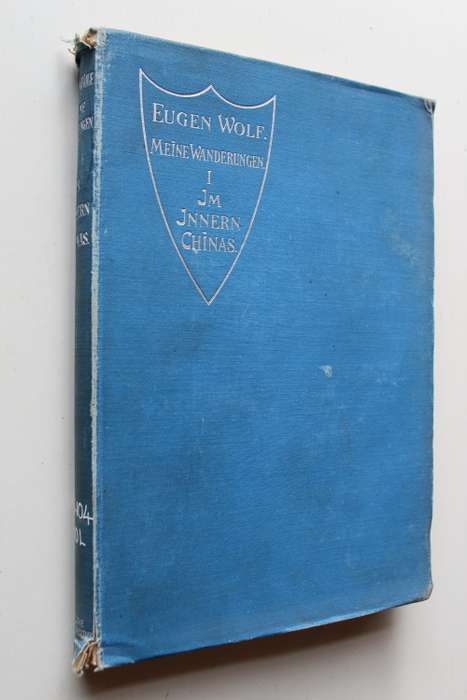 EUGEN WOLF.
MEINE WANDERUNGEN.
I
JM
JNNERN
CHINAS.